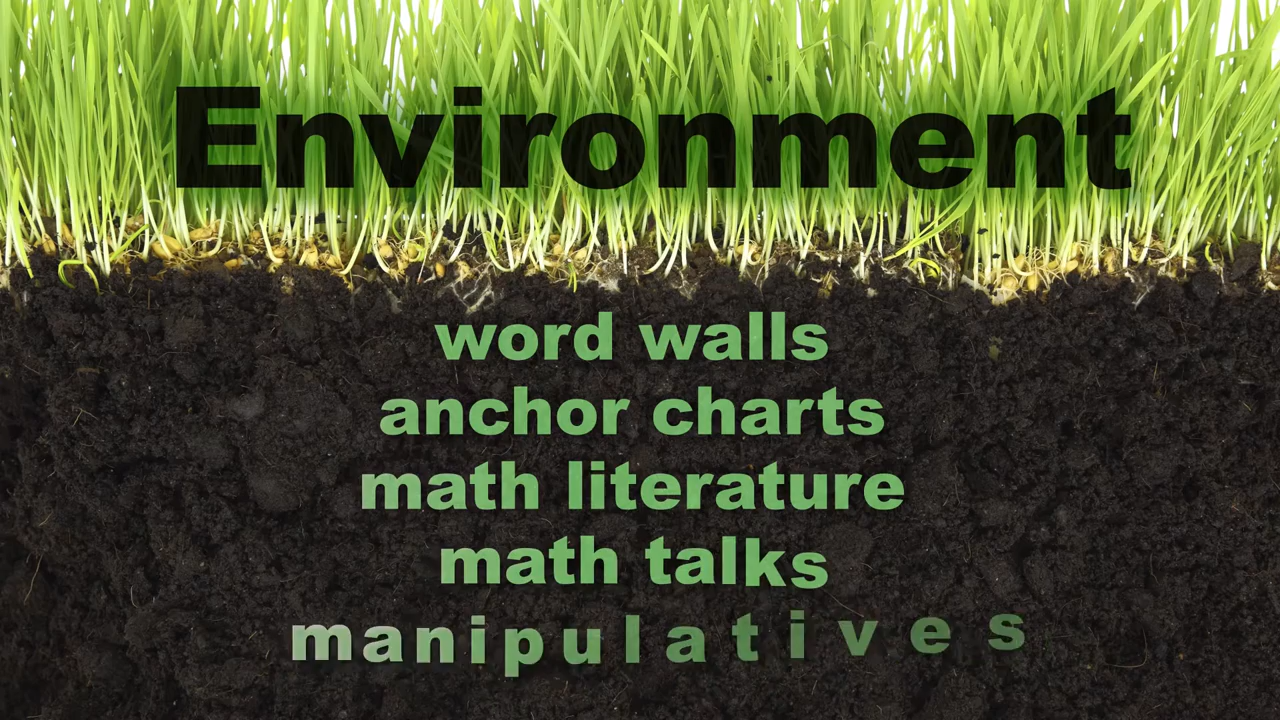 Environment
word walls
anchor charts
math literature
math talks
manipulatives